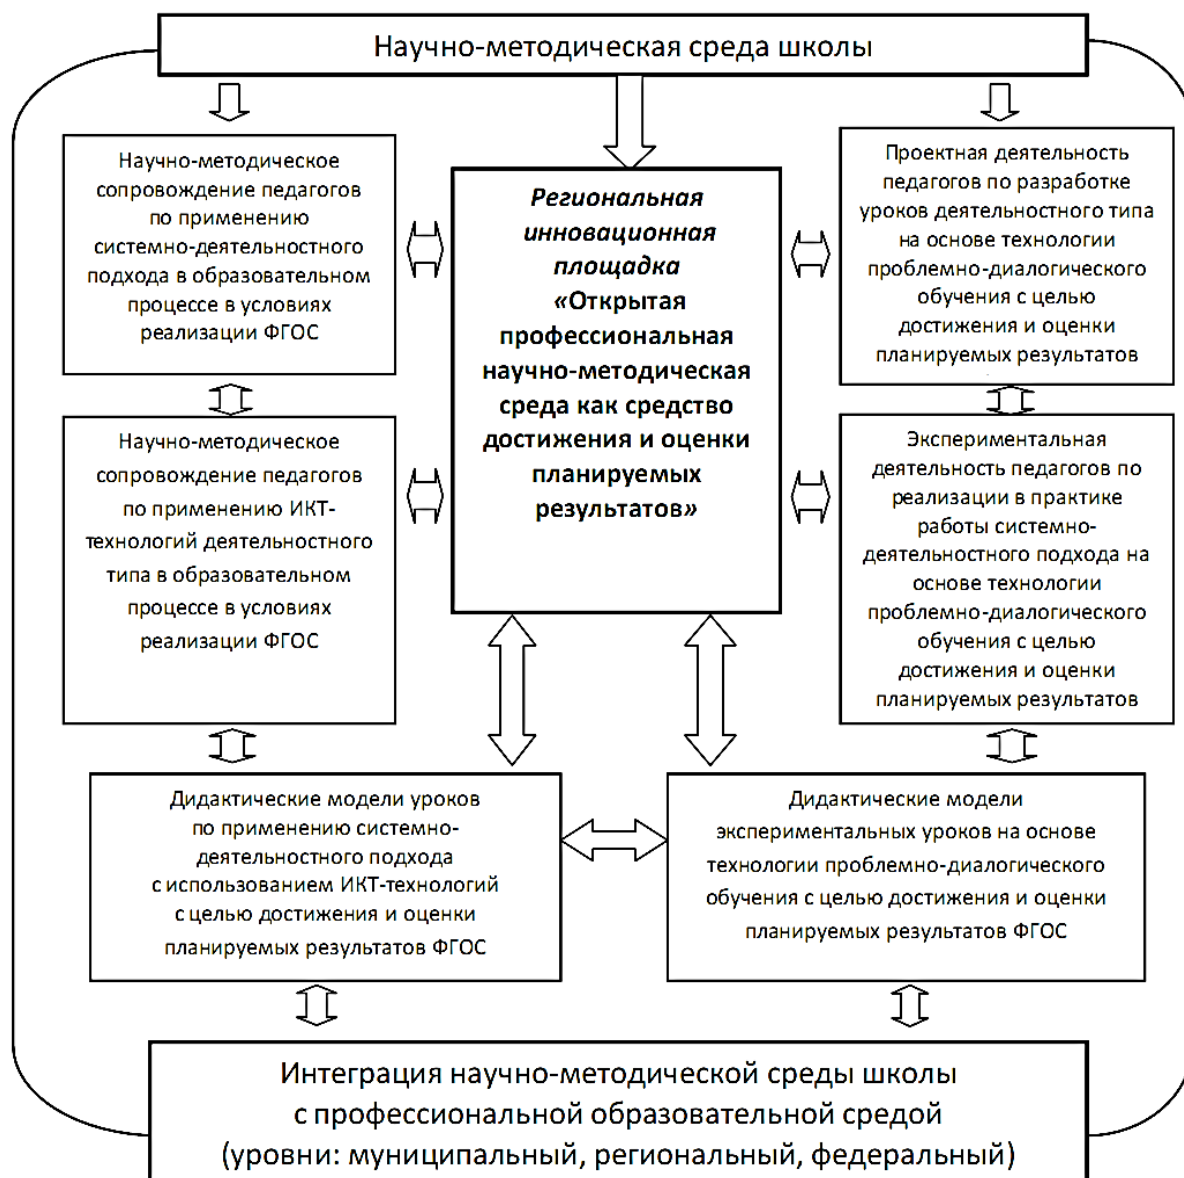 Научно-методическая среда школы
Научно-методическое
сопровождение педагогов
по применению
системно-деятельностного
подхода в образовательном
процессе в условиях
реализации ФГОС
Региональная
инновационная
площадка
«Открытая
профессиональная
научно-методическая
среда как средство
достижения и оценки
планируемых
результатов»
Проектная деятельность
педагогов по разработке
уроков деятельностного типа
на основе технологии
проблемно-диалогического
обучения с целью
достижения и оценки
планируемых результатов
Научно-методическое
сопровождение педагогов
по применению ИКТ-
технологий деятельностного
типа в образовательном
процессе в условиях
реализации ФГОС
Экспериментальная
деятельность педагогов по
реализации в практике
работы системно-
деятельностного подхода на
основе технологии
проблемно-диалогического
обучения с целью
достижения и оценки
планируемых результатов
Дидактические модели уроков
по применению системно-
деятельностного подхода
с использованием ИКТ-технологий
с целью достижения и оценки
планируемых результатов ФГОС
Дидактические модели
экспериментальных уроков на основе
технологии проблемно-диалогического
обучения с целью достижения и оценки
планируемых результатов ФГОС
Интеграция научно-методической среды школы
с профессиональной образовательной средой
(уровни: муниципальный, региональный, федеральный)